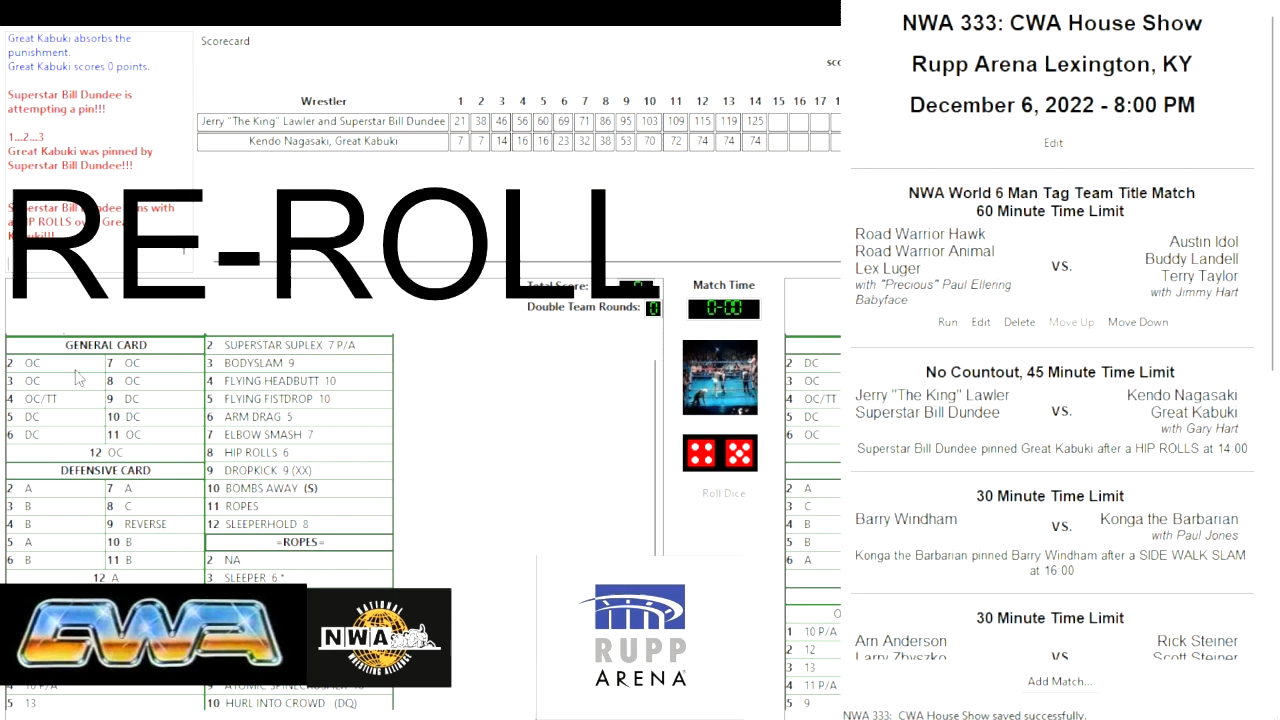 Great Kabuki absorbs the
punishment.
Great Kabuki scores 0 points.
Superstar Bill Dundee is
attempting a pin!!!
1...2...3
Great Kabuki was pinned by
Superstar Bill Dundee!!!
RE-ROLL
Scorecard
Wrestler 1 2 3 4 5 6 7 8 9 10 11 12 13 14 15 16 17
Jerry "The King" Lawler and Superstar Bill Dundee 21 38 46 56 60 69 71 86 95 103 109 115 119 125
Kendo Nagasaki, Great Kabuki 7 7 14 16 16 23 32 38 53 70 72 74 74 74
Total Score:
Double Team Rounds: 0
Match Time
0-00
Roll Dice
GENERAL CARD
2 OC 7 OC
3 OC 8 OC
4 OC/TT 9 DC
5 DC 10 DC
6 DC 11 OC
12 OC
DEFENSIVE CARD
2 A 7 A
3 B 8 C
4 B 9 REVERSE
5 A 10 B
6 B 11 B
12 A
5 13
2 SUPERSTAR SUPLEX 7 P/A
3 BODYSLAM 9
4 FLYING HEADBUTT 10
5 FLYING FISTDROP 10
6 ARM DRAG 5
7 ELBOW SMASH 7
8 HIP ROLLS 6
9 DROPKICK 9 (XX)
10 BOMBS AWAY (S)
11 ROPES
12 SLEEPERHOLD 8
=ROPES=
2 NA
3 SLEEPER 6 *
10 HURL INTO CROWD (DQ)
2 DC
3 OC
4 OC/TT
5 DC
6 OC
2 A
3 C
4 B
5 B
6 A
1 10 P/A
2 12
3 13
4 11 P/A
5 9
CWA
NATIONAL
NWA
WRESTLING ALLIANCE
RUPP
ARENA
NWA 333: CWA House Show
Rupp Arena Lexington, KY
December 6, 2022 - 8:00 PM
Edit
NWA World 6 Man Tag Team Title Match
60 Minute Time Limit
Road Warrior Hawk
Road Warrior Animal
Lex Luger
with "Precious" Paul Ellering
Babyface
vs.
Austin Idol
Buddy Landell
Terry Taylor
with Jimmy Hart
Run Edit Delete Move Up Move Down
No Countout, 45 Minute Time Limit
Jerry "The King" Lawler
Superstar Bill Dundee
vs.
Kendo Nagasaki
Great Kabuki
with Gary Hart
Superstar Bill Dundee pinned Great Kabuki after a HIP ROLLS at 14:00
30 Minute Time Limit
Barry Windham
vs.
Konga the Barbarian
with Paul Jones
Konga the Barbarian pinned Barry Windham after a SIDE WALK SLAM
at 16:00
30 Minute Time Limit
Arn Anderson
Larry Zbyszko
vs.
Rick Steiner
Scott Steiner
Add Match...
NWA 333: CWA House Show saved successfully.